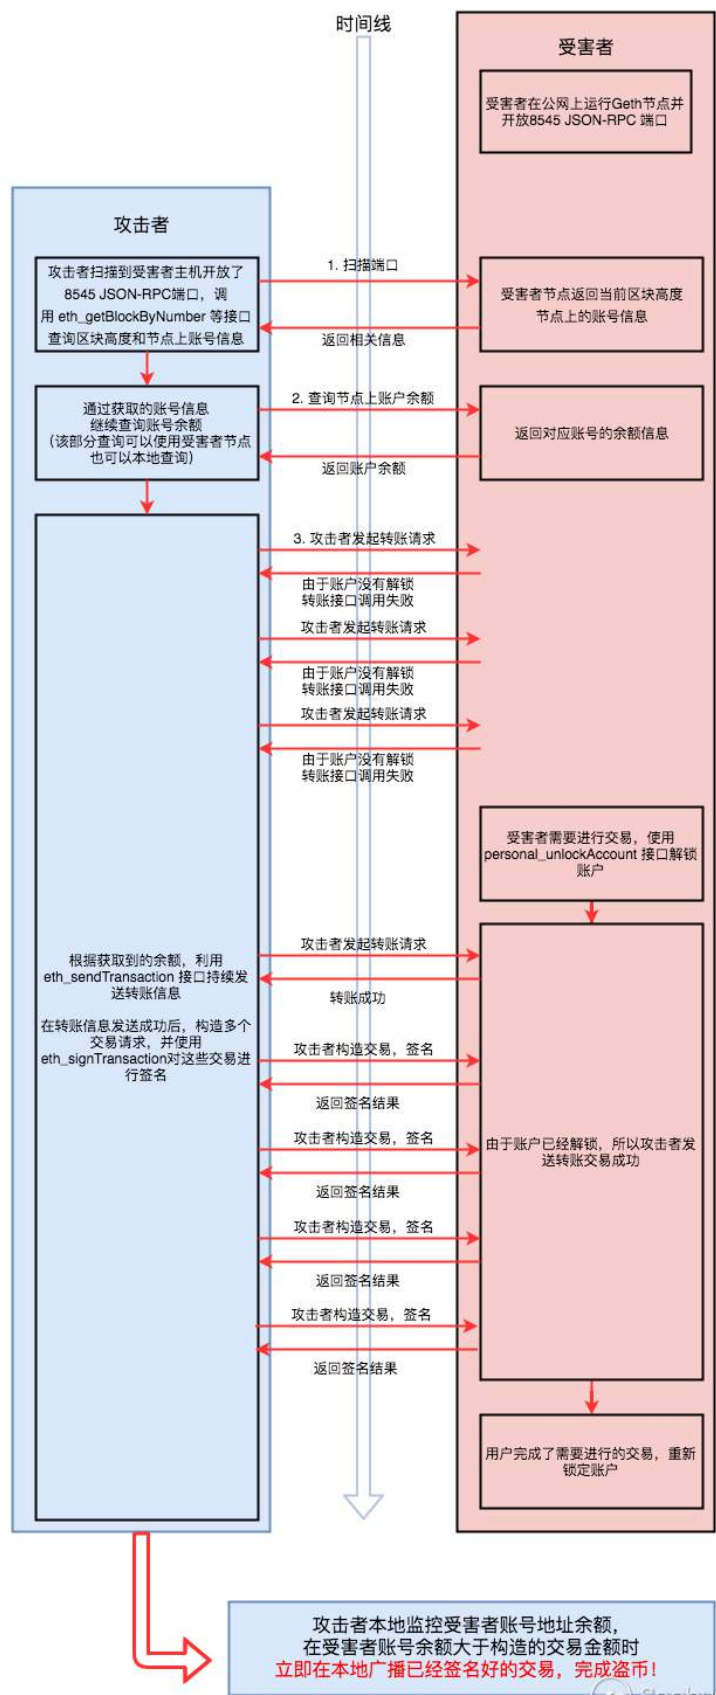 时间线
受害者
受害者在公网上运行Geth节点并
开放8545 JSON-RPC 端口
攻击者
攻击者扫描到受害者主机开放了
8545 JSON-RPC端口，调
用 eth_getBlockByNumber 等接口
查询区块高度和节点上账号信息
1. 扫描端口
返回相关信息
受害者节点返回当前区块高度
节点上的账号信息
通过获取的账号信息
继续查询账号余额
（该部分查询可以使用受害者节点
也可以本地查询）
2. 查询节点上账户余额
返回账户余额
返回对应账号的余额信息
3. 攻击者发起转账请求
由于账户没有解锁
转账接口调用失败
攻击者发起转账请求
由于账户没有解锁
转账接口调用失败
攻击者发起转账请求
由于账户没有解锁
转账接口调用失败
受害者需要进行交易，使用
personal_unlockAccount 接口解锁
账户
根据获取到的余额，利用
eth_sendTransaction 接口持续发
送转账信息
在转账信息发送成功后，构造多个
交易请求，并使用
eth_signTransaction对这些交易进
行签名
攻击者发起转账请求
转账成功
攻击者构造交易，签名
返回签名结果
攻击者构造交易，签名
返回签名结果
攻击者构造交易，签名
返回签名结果
攻击者构造交易，签名
返回签名结果
由于账户已经解锁，所以攻击者发
送转账交易成功
用户完成了需要进行的交易，重新
锁定账户
攻击者本地监控受害者账号地址余额，
在受害者账号余额大于构造的交易金额时
立即在本地广播已经签名好的交易，完成盗币！